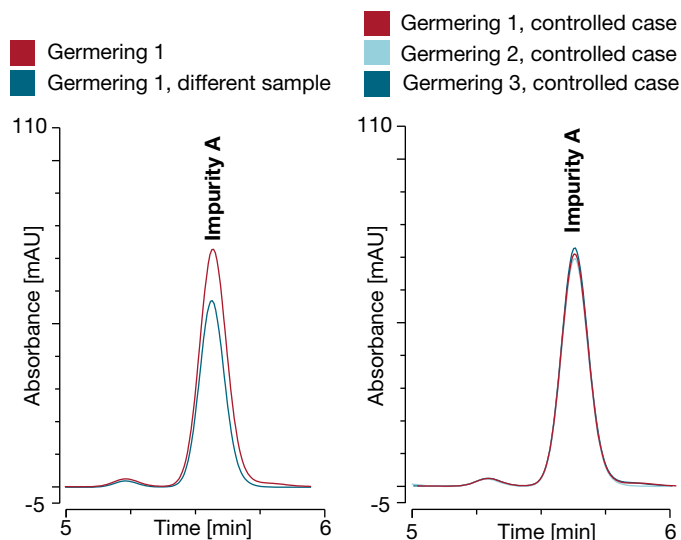 Germering 1
Germering 1, different sample
110
Impurity A
Absorbance [mAU]
-5
5
Time [min]
6
Germering 1, controlled case
Germering 2, controlled case
Germering 3, controlled case
110
Impurity A
Absorbance [mAU]
-5
5
Time [min]
6